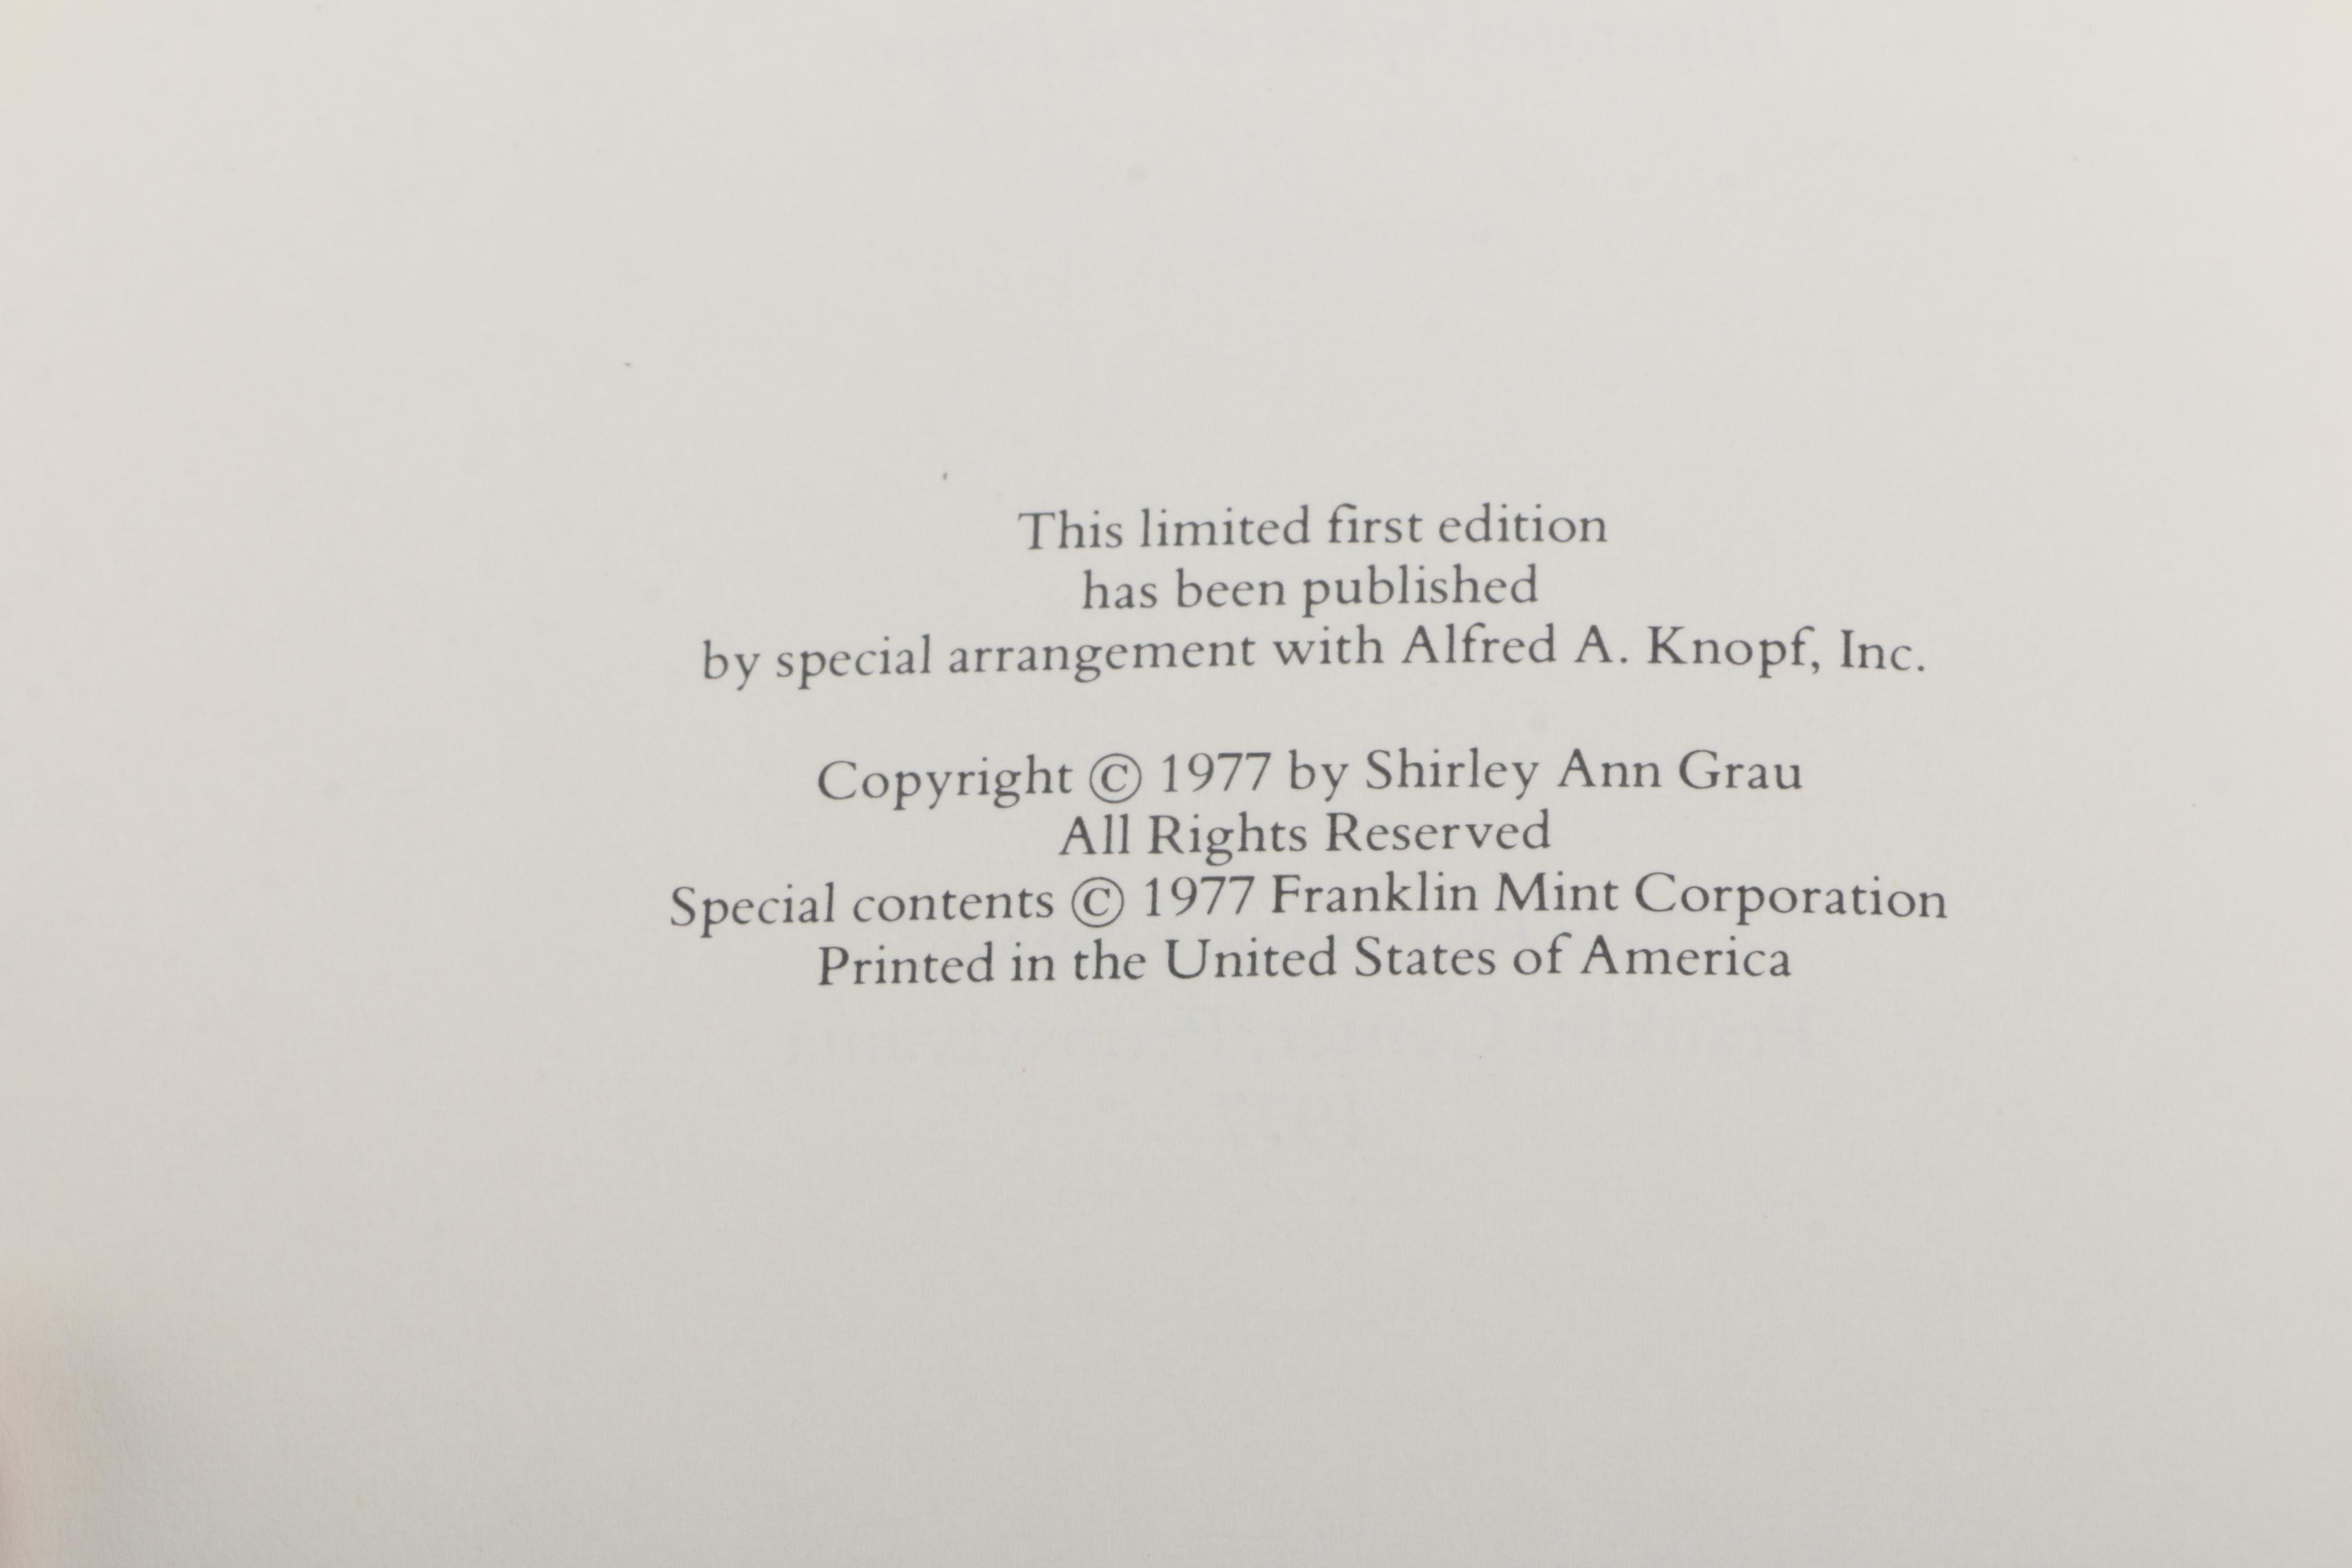 This limited first edition
has been published
by special arrangement with Alfred A. Knopf, Inc.
Copyright © 1977 by Shirley Ann Grau
All Rights Reserved
Special contents © 1977 Franklin Mint Corporation
Printed in the United States of America